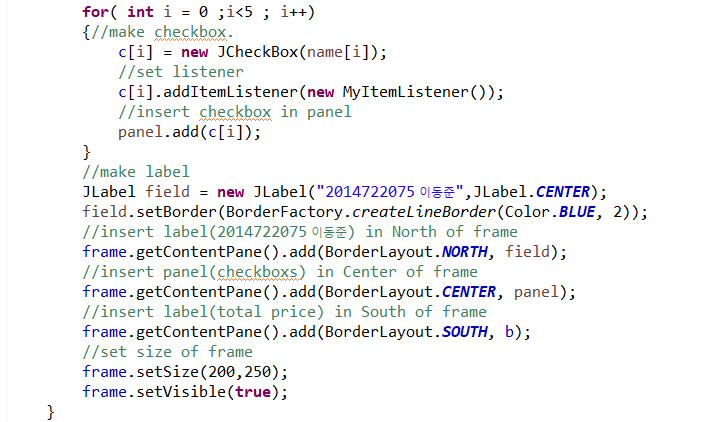 for( int i = 0 ;i<5 ; i++)
{//make checkbox.
c[i] = new JCheckBox(name[i]);
//set listener
c[i].addItemListener(new MyItemListener());
//insert checkbox in panel
panel.add(c[i]);
}
//make label
JLabel field = new JLabel("2014722075 이동준",JLabel.CENTER);
field.setBorder(BorderFactory.createLineBorder(Color.BLUE, 2));
//insert label(2014722075 이동준) in North of frame
frame.getContentPane().add(BorderLayout.NORTH, field);
//insert panel(checkboxs) in Center of frame
frame.getContentPane().add(BorderLayout.CENTER, panel);
//insert label(total price) in South of frame
frame.getContentPane().add(BorderLayout.SOUTH, b);
//set size of frame
frame.setSize(200,250);
frame.setVisible(true);
}